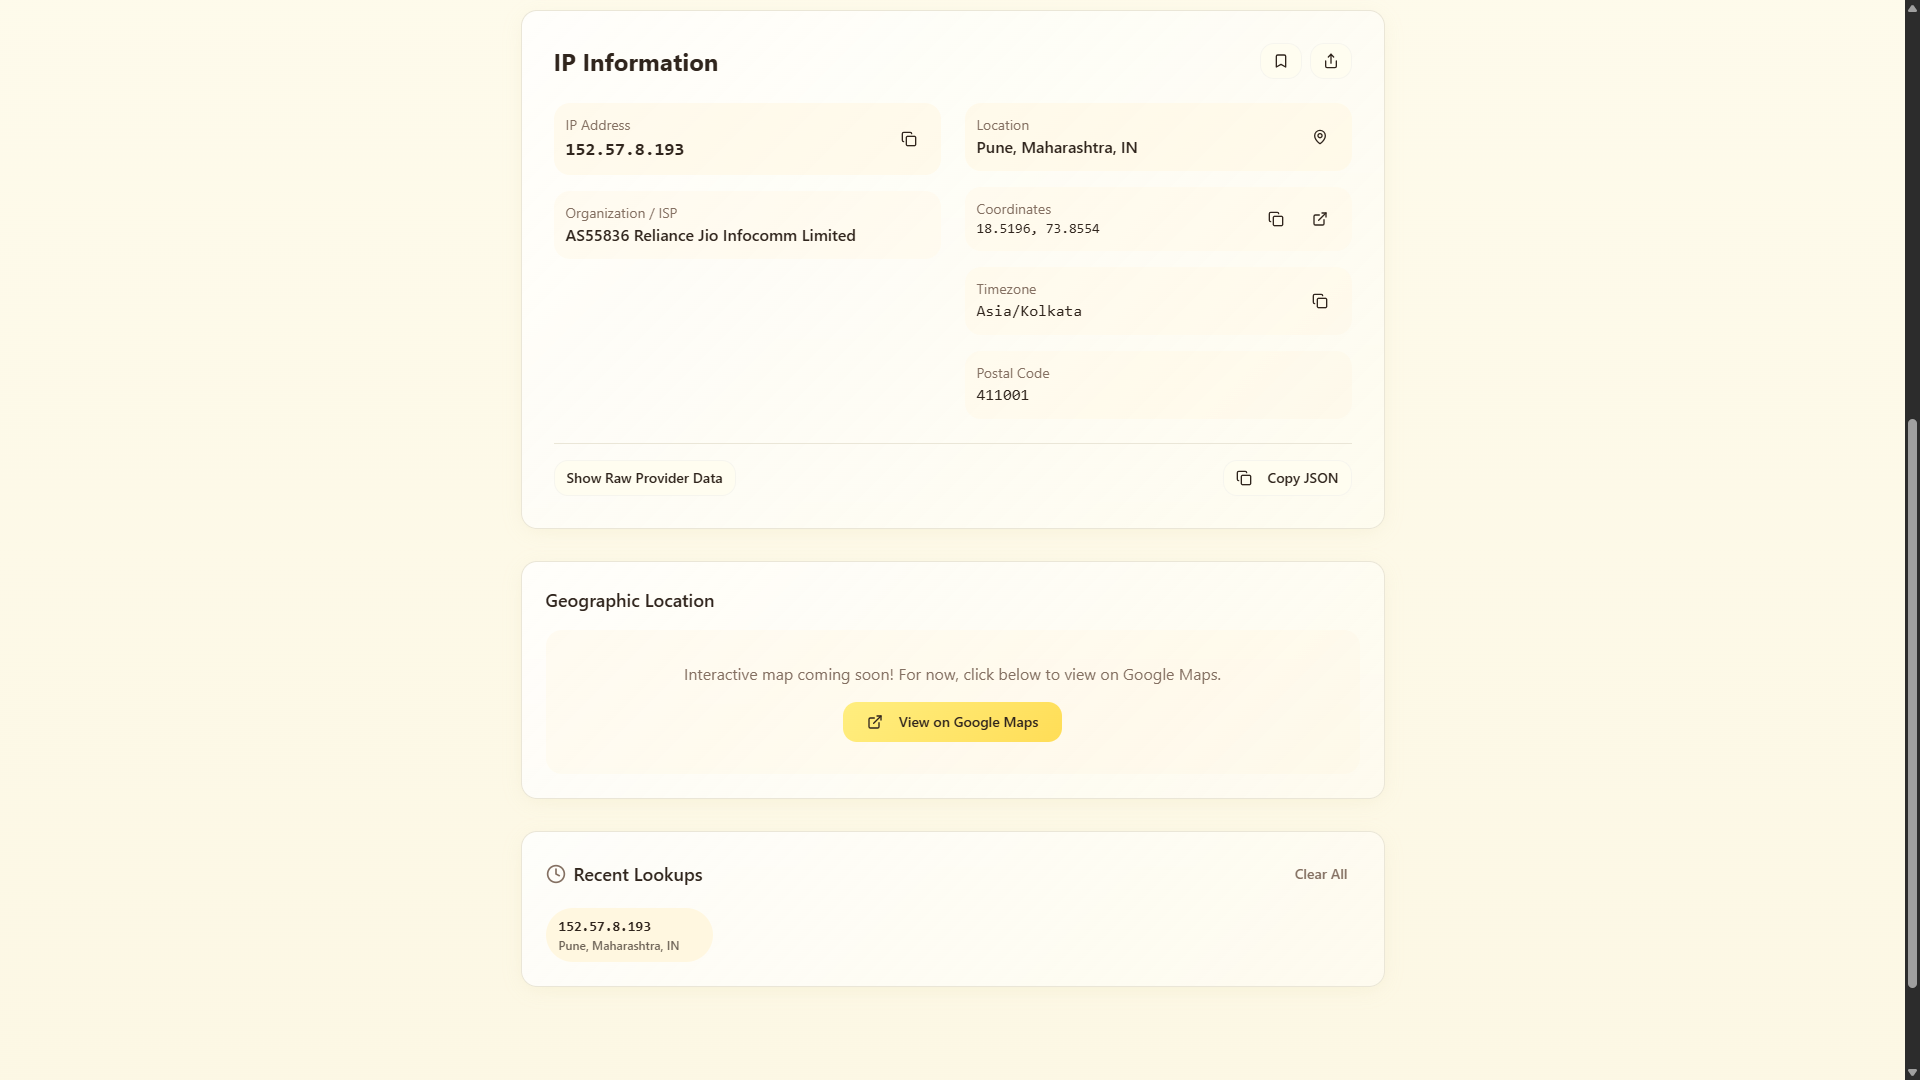 IP Information
IP Address
152.57.8.193
Organization / ISP
AS55836 Reliance Jio Infocomm Limited
Location
Pune, Maharashtra, IN
Coordinates
18.5196, 73.8554
Timezone
Asia/Kolkata
Postal Code
411001
Show Raw Provider Data
Copy JSON
Geographic Location
Interactive map coming soon! For now, click below to view on Google Maps.
View on Google Maps
Recent Lookups
Clear All
152.57.8.193
Pune, Maharashtra, IN